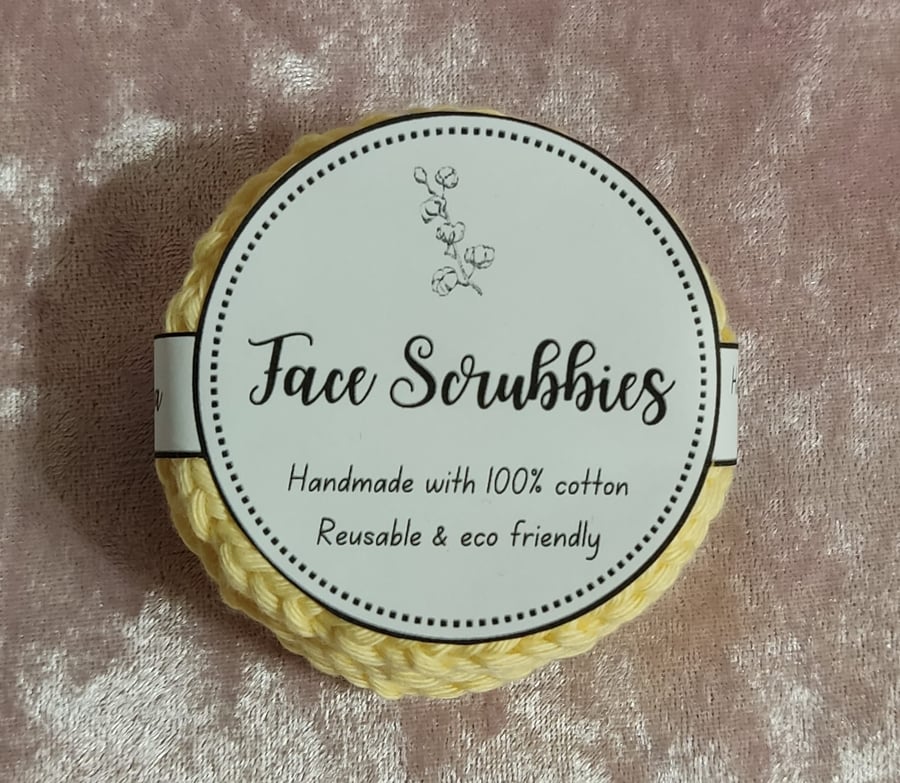 Face Scrubbies
Handmade with 100% cotton
Reusable & eco friendly